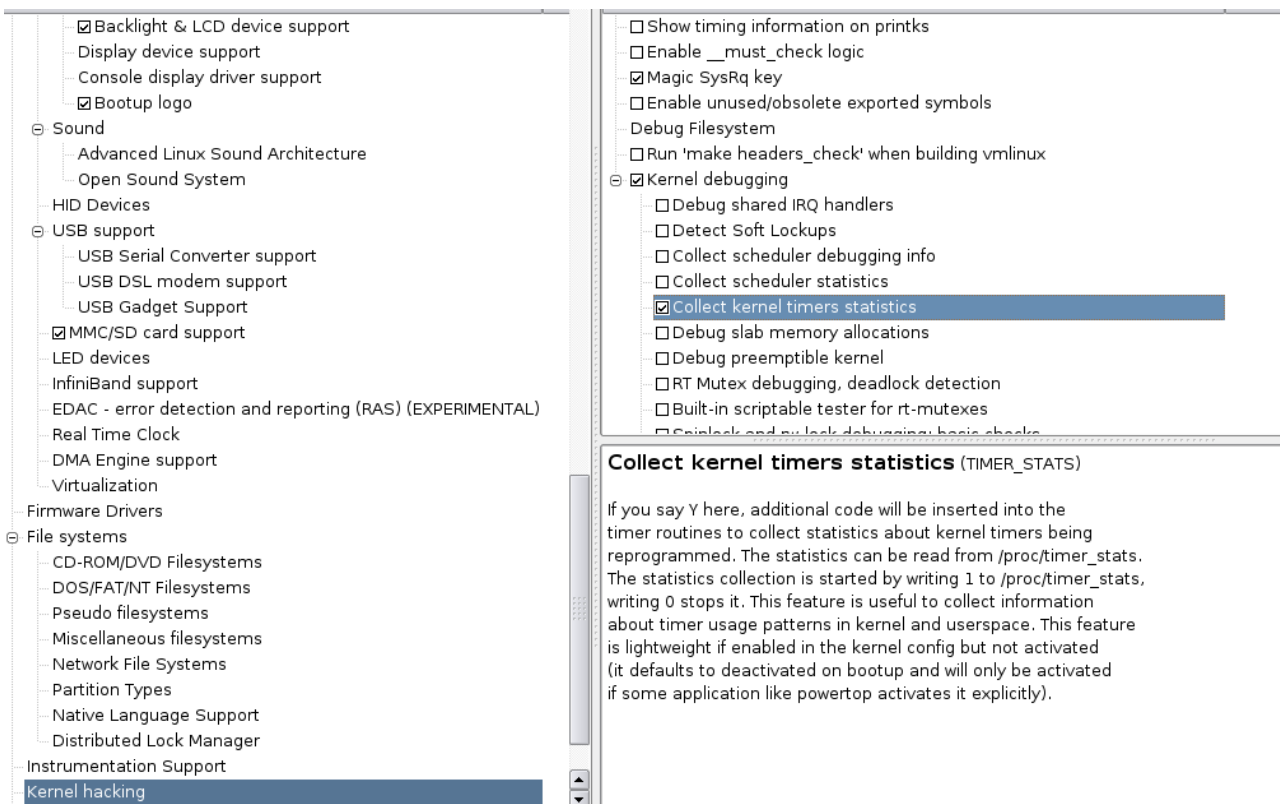 Backlight & LCD device support
Display device support
Console display driver support
Bootup logo
Sound
Advanced Linux Sound Architecture
Open Sound System
HID Devices
USB support
USB Serial Converter support
USB DSL modem support
USB Gadget Support
MMC/SD card support
LED devices
InfiniBand support
EDAC - error detection and reporting (RAS) (EXPERIMENTAL)
Real Time Clock
DMA Engine support
Virtualization
Firmware Drivers
File systems
CD-ROM/DVD Filesystems
DOS/FAT/NT Filesystems
Pseudo filesystems
Miscellaneous filesystems
Network File Systems
Partition Types
Native Language Support
Distributed Lock Manager
Instrumentation Support
Kernel hacking
Show timing information on printks
Enable __must_check logic
Magic SysRq key
Enable unused/obsolete exported symbols
Debug Filesystem
Run 'make headers_check' when building vmlinux
Kernel debugging
Debug shared IRQ handlers
Detect Soft Lockups
Collect scheduler debugging info
Collect scheduler statistics
Collect kernel timers statistics
Debug slab memory allocations
Debug preemptible kernel
RT Mutex debugging, deadlock detection
Built-in scriptable tester for rt-mutexes
Spinlock and rw-lock debugging: basic checks
Collect kernel timers statistics (TIMER_STATS)
If you say Y here, additional code will be inserted into the
timer routines to collect statistics about kernel timers being
reprogrammed. The statistics can be read from /proc/timer_stats.
The statistics collection is started by writing 1 to /proc/timer_stats,
writing 0 stops it. This feature is useful to collect information
about timer usage patterns in kernel and userspace. This feature
is lightweight if enabled in the kernel config but not activated
(it defaults to deactivated on bootup and will only be activated
if some application like powertop activates it explicitly).